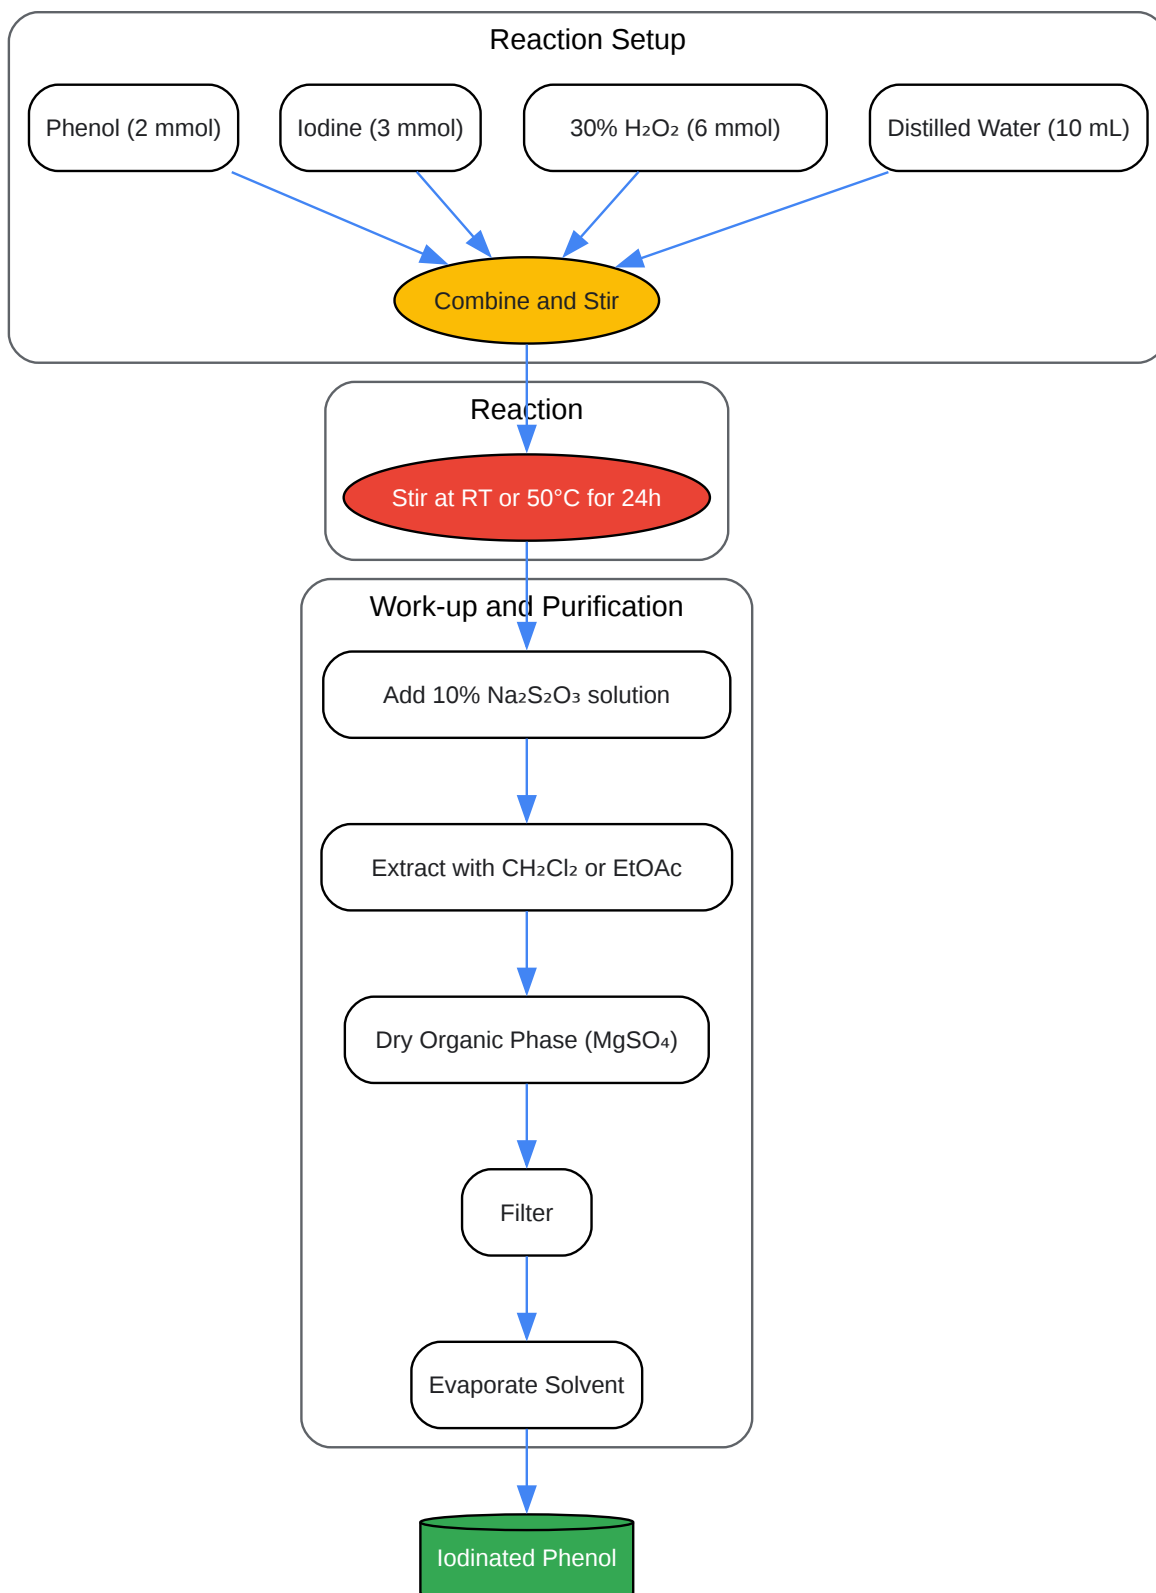 Reaction Setup
Phenol (2 mmol)
Iodine (3 mmol)
30% H₂O₂ (6 mmol)
Distilled Water (10 mL)
Combine and Stir
Reaction
Stir at RT or 50°C for 24h
Work-up and Purification
Add 10% Na₂S₂O₃ solution
Extract with CH₂Cl₂ or EtOAc
Dry Organic Phase (MgSO₄)
Filter
Evaporate Solvent
Iodinated Phenol